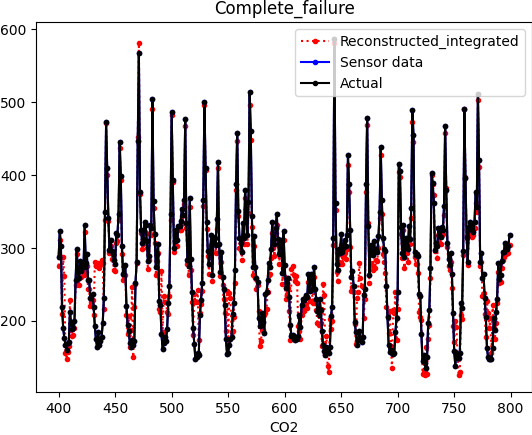 Complete_failure
Reconstructed_integrated
Sensor data
Actual
600
500
400
300
200
400 450 500 550 600 650 700 750 800
CO2